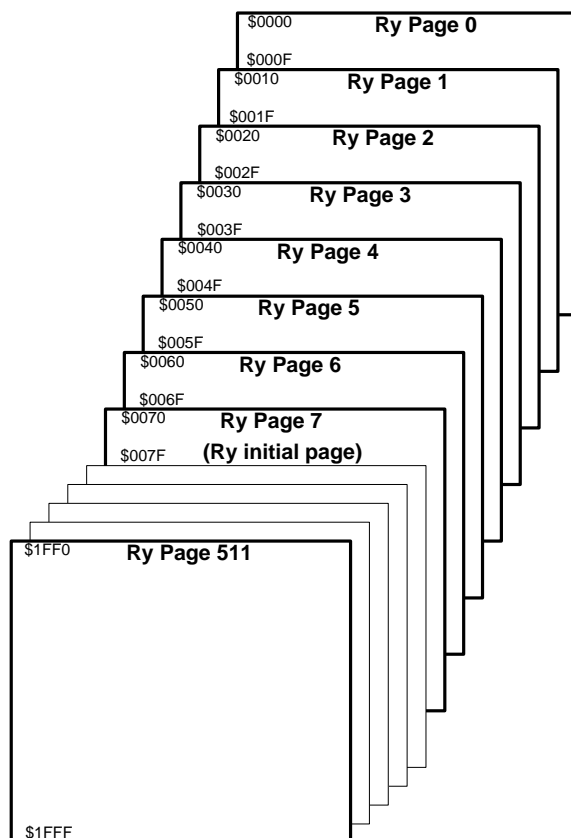 $0000 Ry Page 0
$000F
$0010 Ry Page 1
$001F
$0020 Ry Page 2
$002F
$0030 Ry Page 3
$003F
$0040 Ry Page 4
$004F
$0050 Ry Page 5
$005F
$0060 Ry Page 6
$006F
$0070 Ry Page 7
$007F (Ry initial page)
$1FF0 Ry Page 511
$1FFF